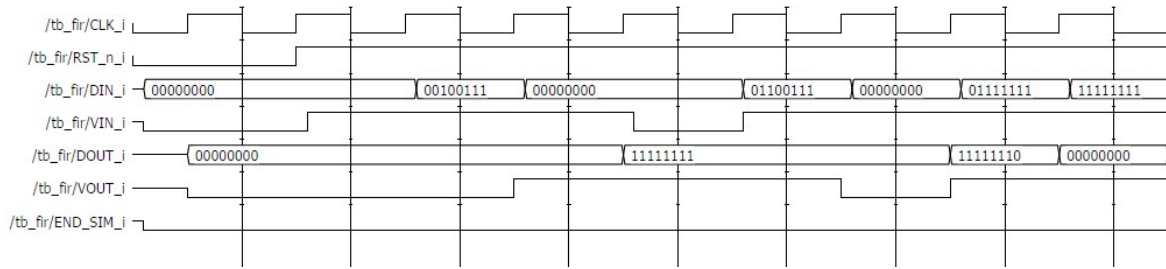 /tb_fir/CLK_i
/tb_fir/RST_n_i
/tb_fir/DIN_i 00000000 00100111 00000000 01100111 00000000 01111111 11111111
/tb_fir/VIN_i
/tb_fir/DOUT_i 00000000 11111111 11111110 00000000
/tb_fir/VOUT_i
/tb_fir/END_SIM_i